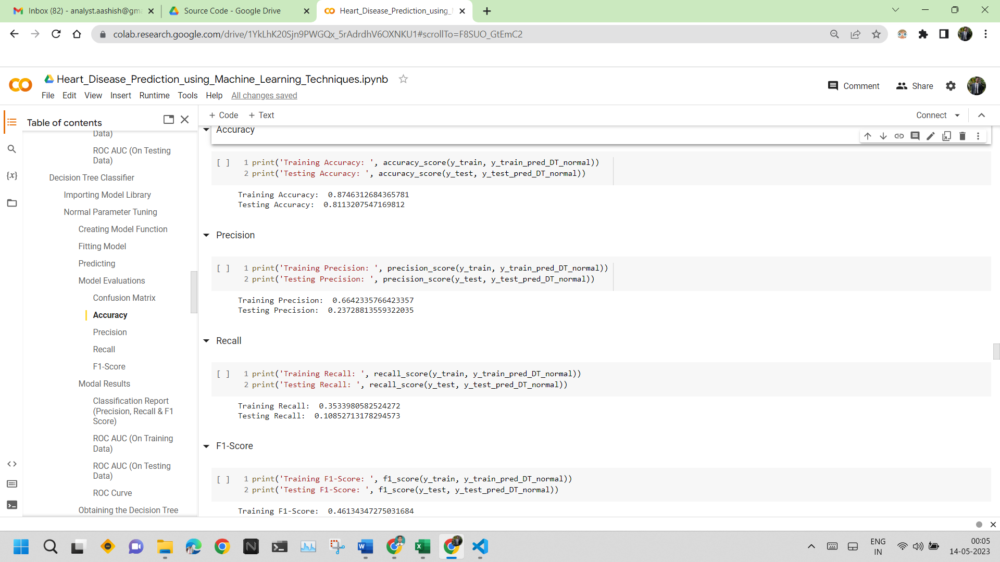 Inbox (82) - analyst.aashish@gma
Source Code - Google Drive
Heart_Disease_Prediction_using_M
colab.research.google.com/drive/1YkLhK20Sjn9PWGQx_5rAdrdhV6OXNKU1#scrollTo=F8SUO_GtEmC2
Heart_Disease_Prediction_using_Machine_Learning_Techniques.ipynb
File Edit View Insert Runtime Tools Help All changes saved
Comment Share
Table of contents
+ Code + Text
Connect
Data)
ROC AUC (On Testing
Data)
Decision Tree Classifier
Importing Model Library
Normal Parameter Tuning
Creating Model Function
Fitting Model
Predicting
Model Evaluations
Confusion Matrix
Accuracy
Precision
Recall
F1-Score
Modal Results
Classification Report
(Precision, Recall & F1
Score)
ROC AUC (On Training
Data)
ROC AUC (On Testing
Data)
ROC Curve
Obtaining the Decision Tree
Accuracy
[ ] 1 print('Training Accuracy: ', accuracy_score(y_train, y_train_pred_DT_normal))
2 print('Testing Accuracy: ', accuracy_score(y_test, y_test_pred_DT_normal))
Training Accuracy:  0.8746312684365781
Testing Accuracy:  0.8113207547169812
Precision
[ ] 1 print('Training Precision: ', precision_score(y_train, y_train_pred_DT_normal))
2 print('Testing Precision: ', precision_score(y_test, y_test_pred_DT_normal))
Training Precision:  0.6642335766423357
Testing Precision:  0.23728813559322035
Recall
[ ] 1 print('Training Recall: ', recall_score(y_train, y_train_pred_DT_normal))
2 print('Testing Recall: ', recall_score(y_test, y_test_pred_DT_normal))
Training Recall:  0.3533980582524272
Testing Recall:  0.10852713178294573
F1-Score
[ ] 1 print('Training F1-Score: ', f1_score(y_train, y_train_pred_DT_normal))
2 print('Testing F1-Score: ', f1_score(y_test, y_test_pred_DT_normal))
Training F1-Score:  0.46134347275031684
ENG
IN
00:05
14-05-2023